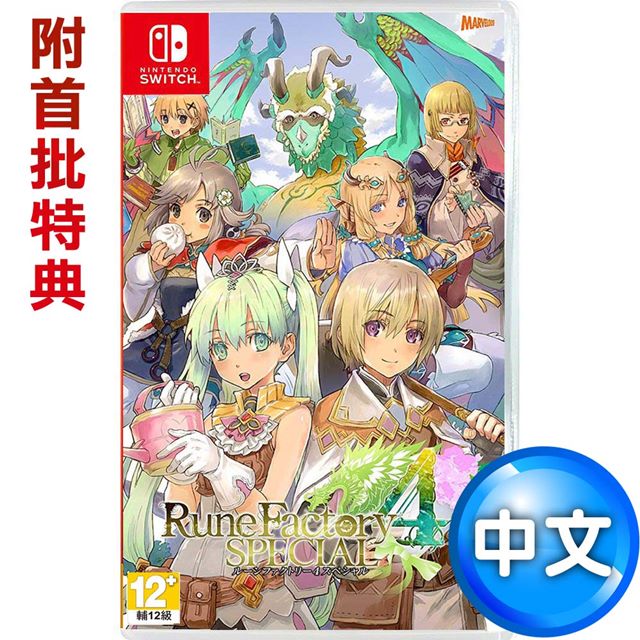 附首批特典
NINTENDO
SWITCH
MARVELOUS
Rune Factory 4
SPECIAL
ルーンファクトリー4スペシャル
12+
輔12級
中文